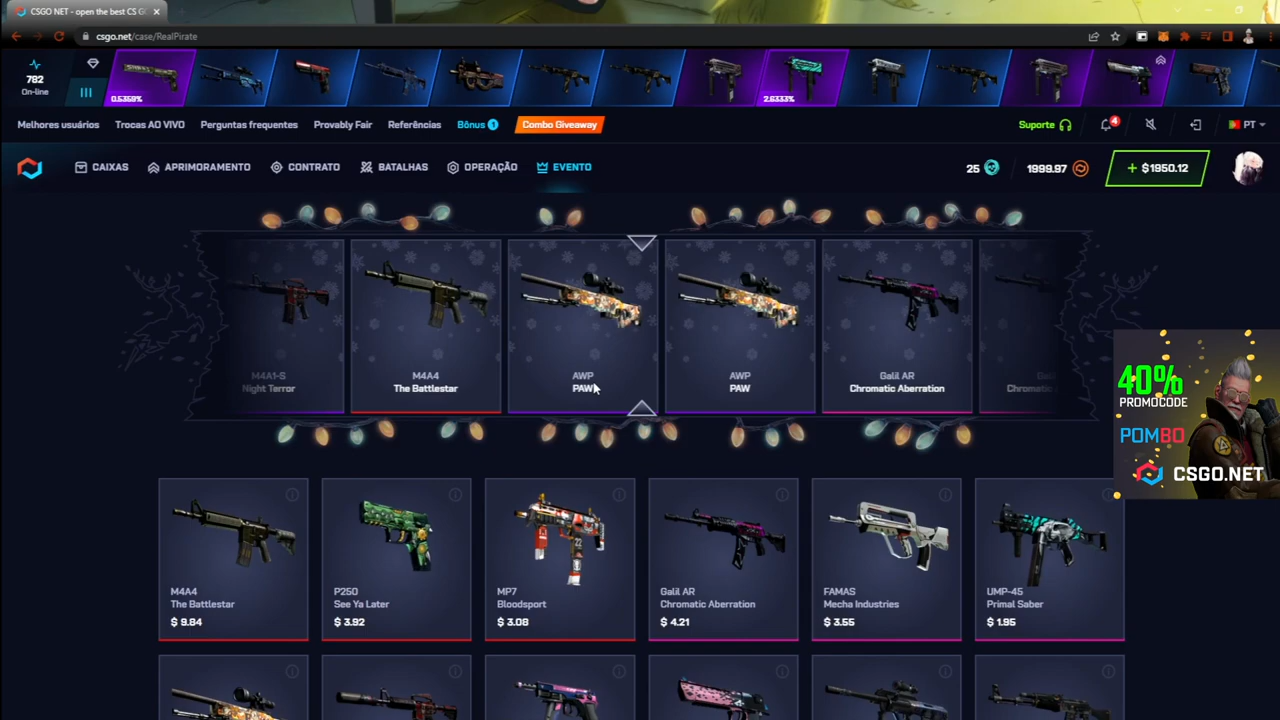 CSGO NET - open the best CS G
csgo.net/case/RealPirate
782
On-line
0.5359%
2.6333%
Melhores usuários
Trocas AO VIVO
Perguntas frequentes
Provably Fair
Referências
Bônus 1
Combo Giveaway
Suporte
4
PT
CAIXAS
APRIMORAMENTO
CONTRATO
BATALHAS
OPERAÇÃO
EVENTO
25
1999.97
+ $1950.12
M4A1-S
Night Terror
M4A4
The Battlestar
AWP
PAW
AWP
PAW
Galil AR
Chromatic Aberration
Chromatic
40%
PROMOCODE
POMBO
CSGO.NET
M4A4
The Battlestar
$ 9.84
P250
See Ya Later
$ 3.92
MP7
Bloodsport
$ 3.08
Galil AR
Chromatic Aberration
$ 4.21
FAMAS
Mecha Industries
$ 3.55
UMP-45
Primal Saber
$ 1.95